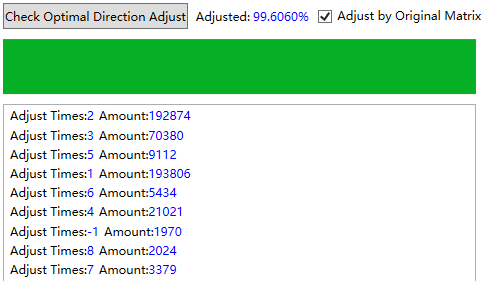 Check Optimal Direction Adjust Adjusted: 99.6060% Adjust by Original Matrix
Adjust Times:2 Amount:192874
Adjust Times:3 Amount:70380
Adjust Times:5 Amount:9112
Adjust Times:1 Amount:193806
Adjust Times:6 Amount:5434
Adjust Times:4 Amount:21021
Adjust Times:-1 Amount:1970
Adjust Times:8 Amount:2024
Adjust Times:7 Amount:3379